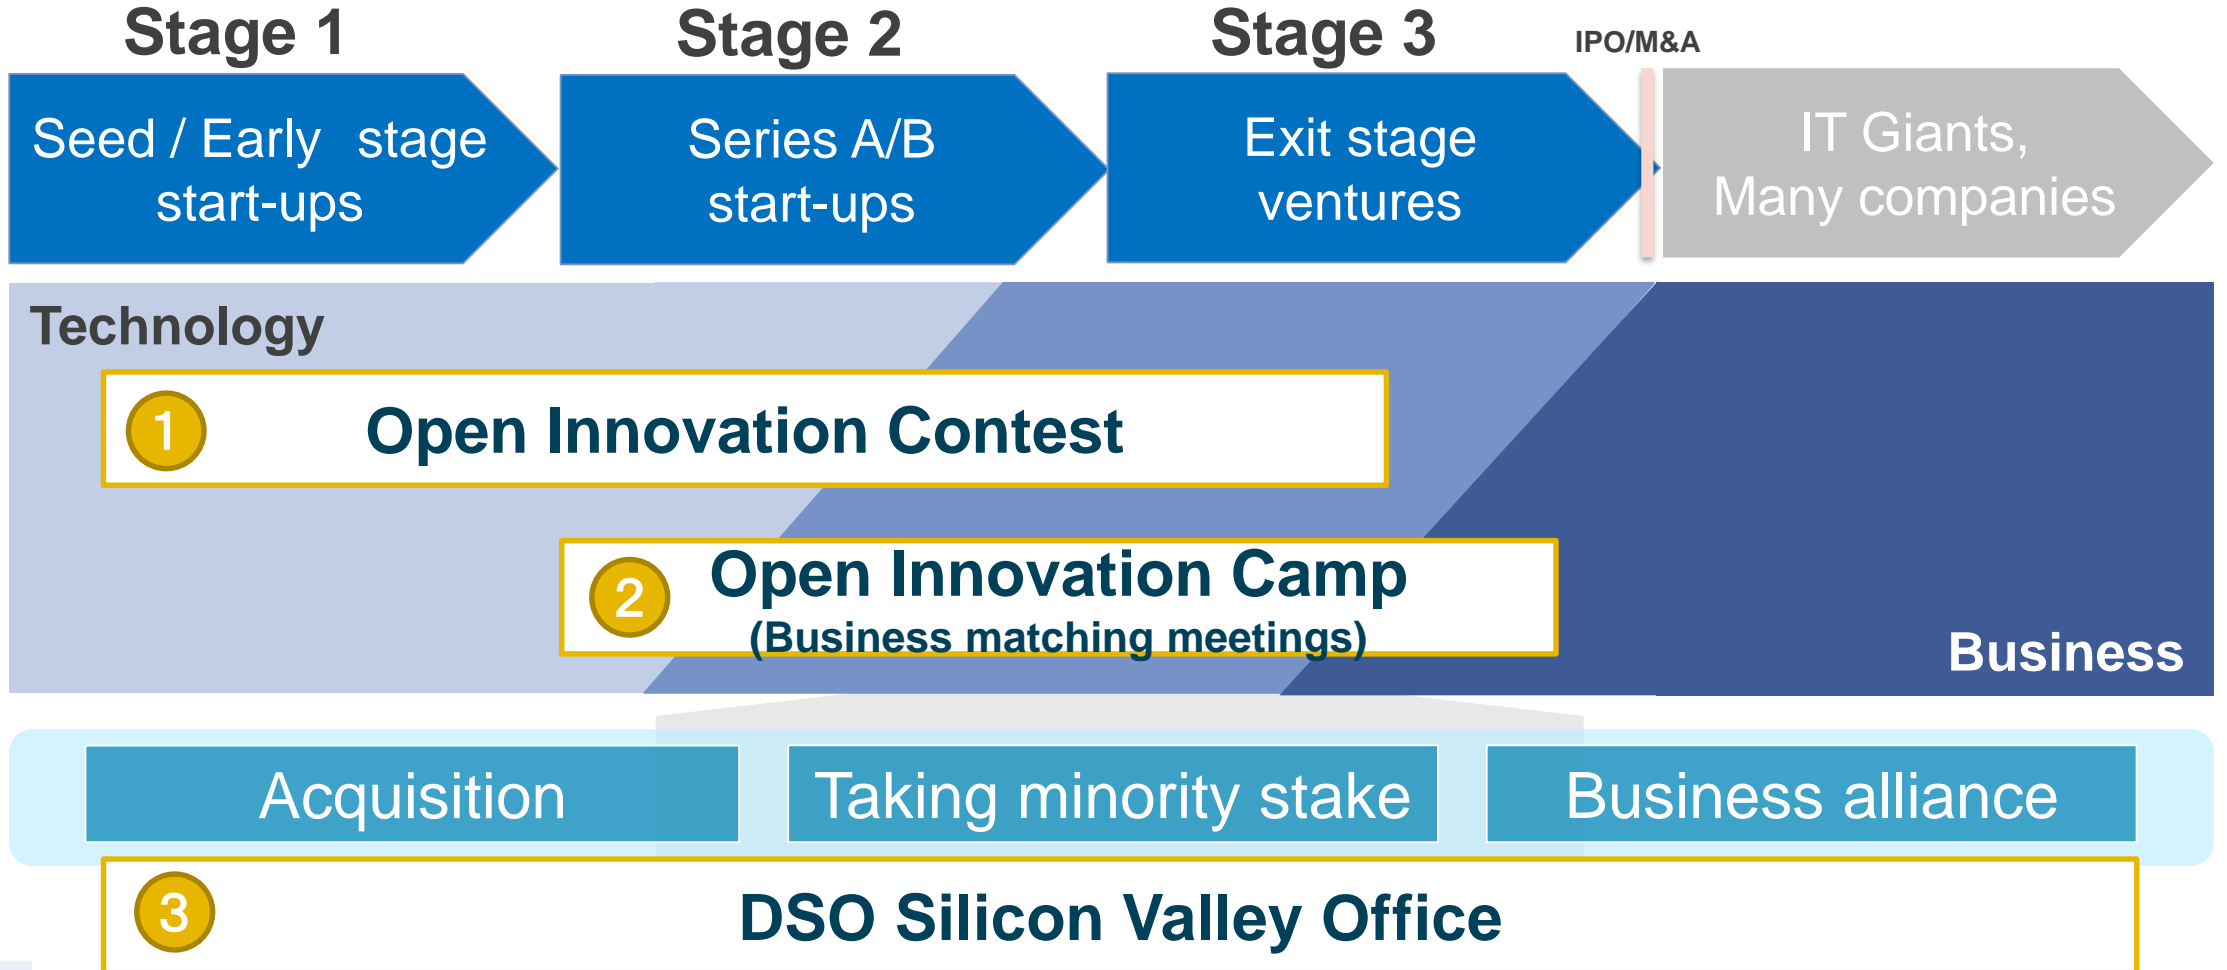 Stage 1
Stage 2
Stage 3
IPO/M&A
Seed / Early stage
start-ups
Series A/B
start-ups
Exit stage
ventures
IT Giants,
Many companies
Technology
1
Open Innovation Contest
2
Open Innovation Camp
(Business matching meetings)
Business
Acquisition
Taking minority stake
Business alliance
3
DSO Silicon Valley Office